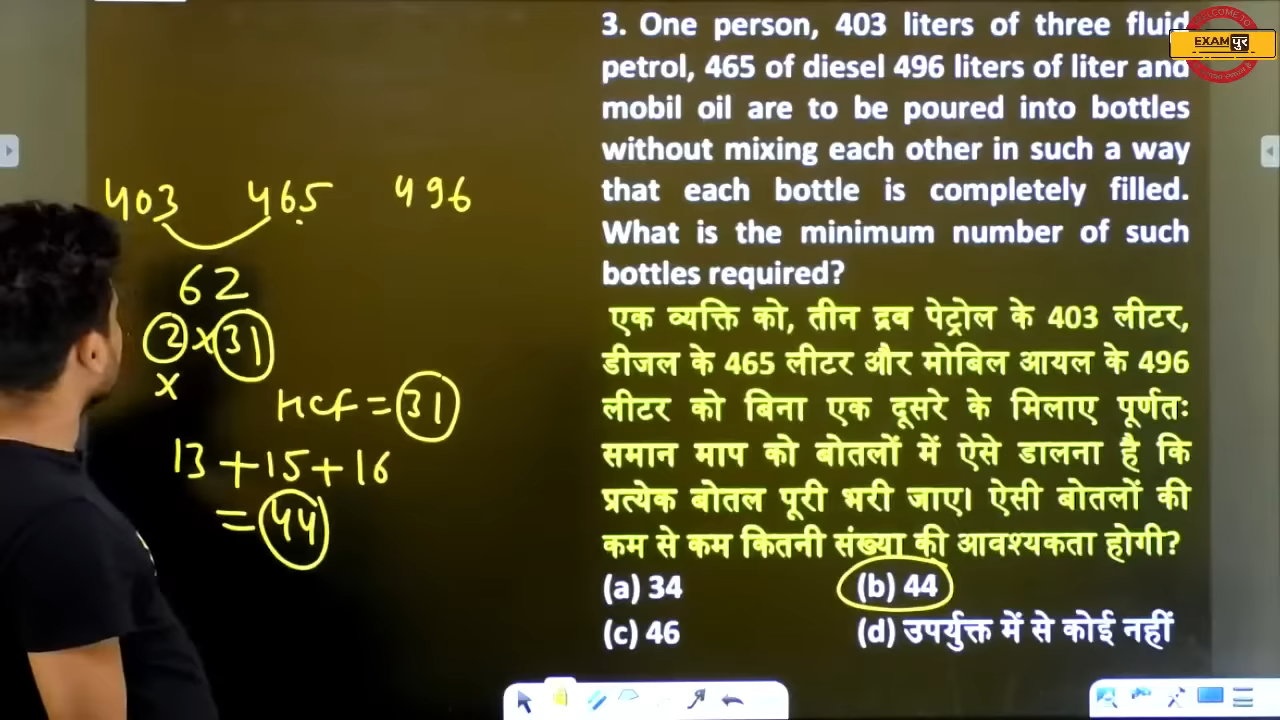 3. One person, 403 liters of three fluid
petrol, 465 of diesel 496 liters of liter and
mobil oil are to be poured into bottles
without mixing each other in such a way
that each bottle is completely filled.
What is the minimum number of such
bottles required?
एक व्यक्ति को, तीन द्रव पेट्रोल के 403 लीटर,
डीजल के 465 लीटर और मोबिल आयल के 496
लीटर को बिना एक दूसरे के मिलाए पूर्णतः
समान माप को बोतलों में ऐसे डालना है कि
प्रत्येक बोतल पूरी भरी जाए। ऐसी बोतलों की
कम से कम कितनी संख्या की आवश्यकता होगी?
(a) 34 (b) 44
(c) 46 (d) उपर्युक्त में से कोई नहीं
403 465 496
62
2 x 31
x
HCF = 31
13 + 15 + 16
= 44
WELCOME TO
EXAM पुर